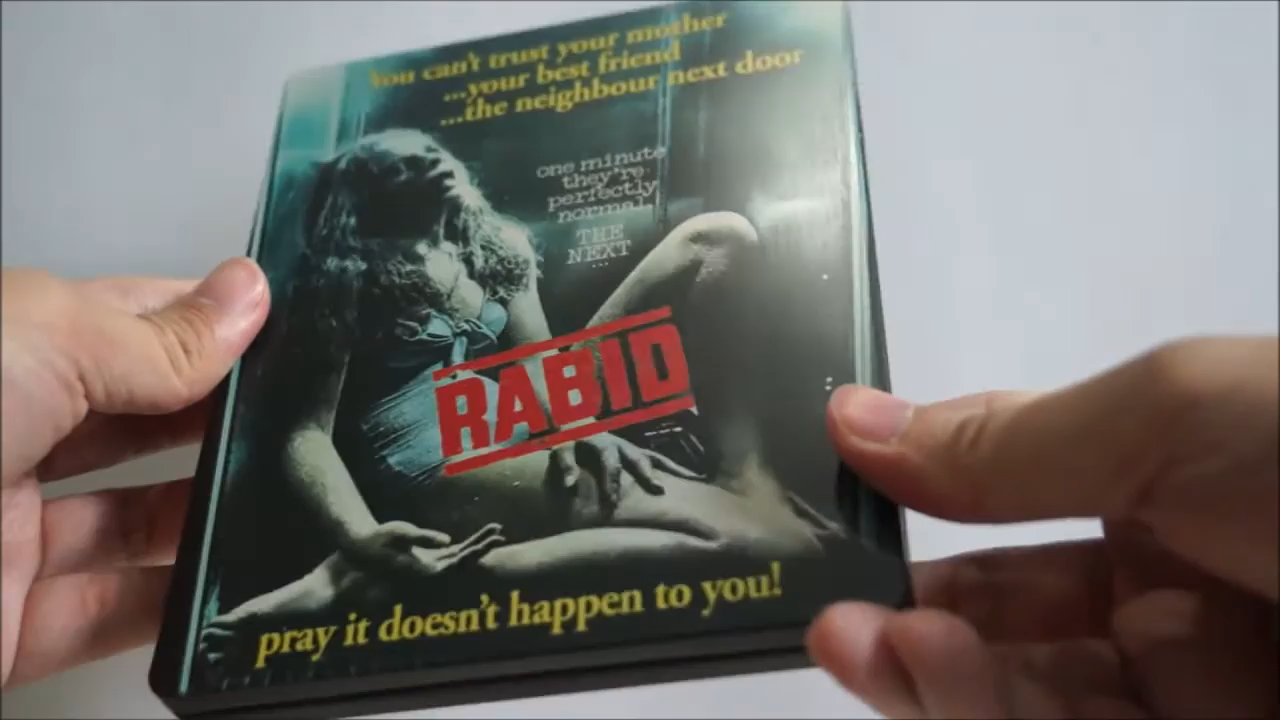 You can't trust your mother
...your best friend
...the neighbour next door
one minute
they're
perfectly
normal.
THE
NEXT
...
RABID
pray it doesn't happen to you!